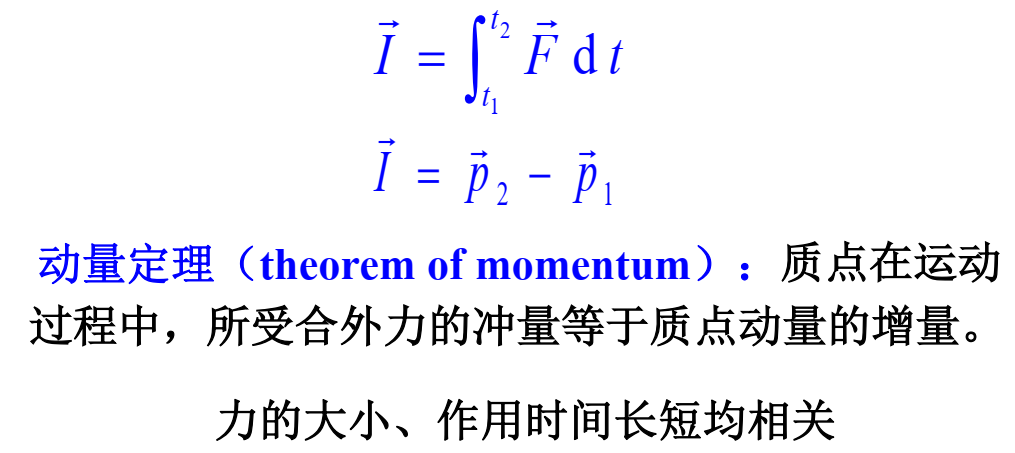 $\vec{I} = \int_{t_1}^{t_2} \vec{F} \, \mathrm{d}\, t$
$\vec{I} = \vec{p}_2 - \vec{p}_1$
动量定理（theorem of momentum）：质点在运动
过程中，所受合外力的冲量等于质点动量的增量。
力的大小、作用时间长短均相关